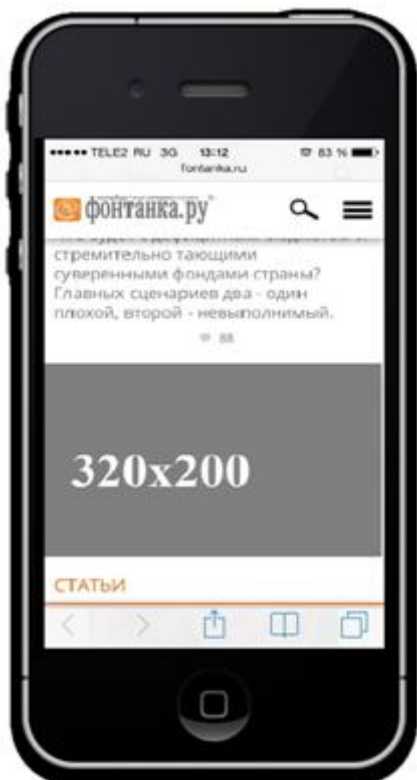 TELE2 RU 3G 13:12 83 %
fontanka.ru
фонтанка.ру
стремительно тающими
суверенными фондами страны?
Главных сценариев два - один
плохой, второй - невыполнимый.
88
320x200
СТАТЬИ